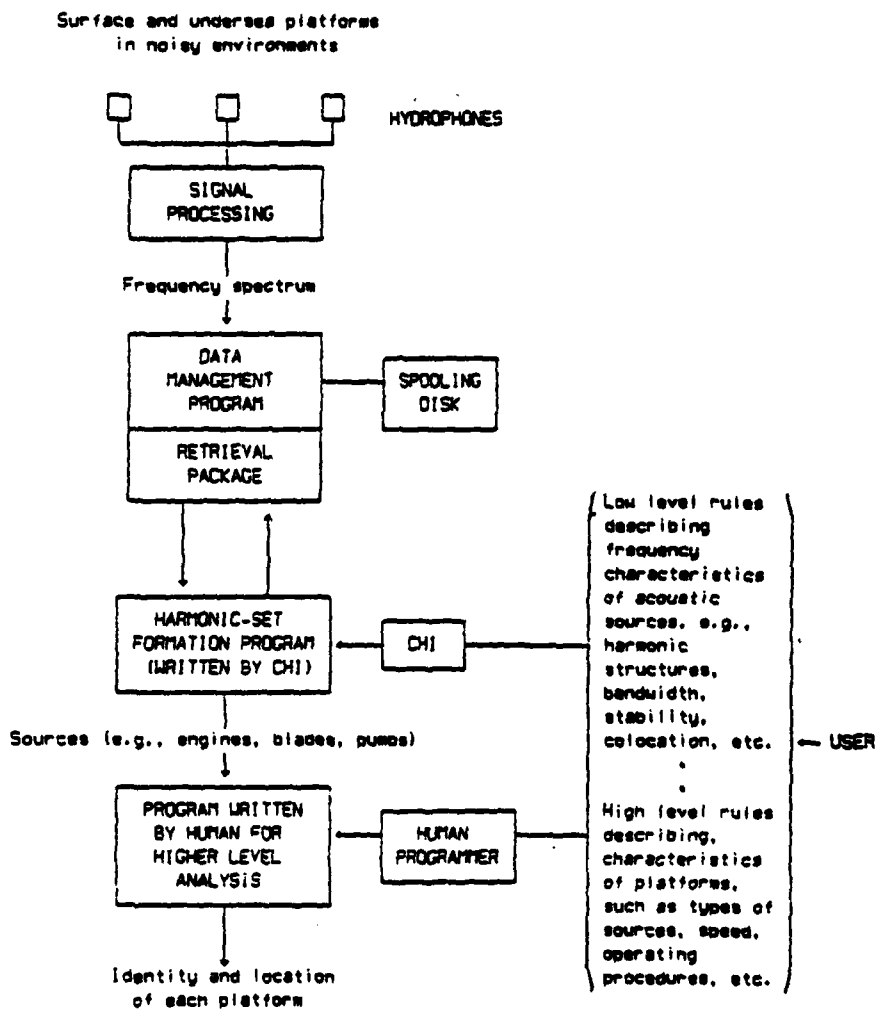 Surface and undersea platforms
in noisy environments
HYDROPHONES
SIGNAL
PROCESSING
Frequency spectrum
DATA
MANAGEMENT
PROGRAM
SPOOLING
DISK
RETRIEVAL
PACKAGE
HARMONIC-SET
FORMATION PROGRAM
(WRITTEN BY CHI)
CHI
Sources (e.g., engines, blades, pumps)
PROGRAM WRITTEN
BY HUMAN FOR
HIGHER LEVEL
ANALYSIS
HUMAN
PROGRAMMER
Identity and location
of each platform
Low level rules
describing
frequency
characteristics
of acoustic
sources, e.g.,
harmonic
structures,
bandwidth,
stability,
colocation, etc.
High level rules
describing,
characteristics
of platforms,
such as types of
sources, speed,
operating
procedures, etc.
USER